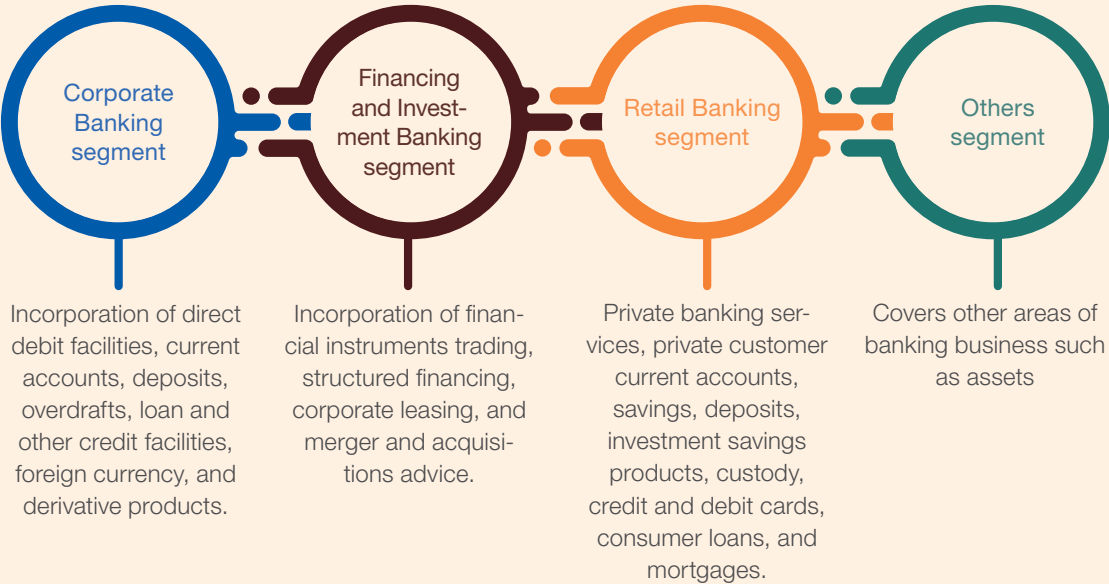 Corporate
Banking
segment
Financing
and Invest-
ment Banking
segment
Retail Banking
segment
Others
segment
Incorporation of direct
debit facilities, current
accounts, deposits,
overdrafts, loan and
other credit facilities,
foreign currency, and
derivative products.
Incorporation of finan-
cial instruments trading,
structured financing,
corporate leasing, and
merger and acquisi-
tions advice.
Private banking ser-
vices, private customer
current accounts,
savings, deposits,
investment savings
products, custody,
credit and debit cards,
consumer loans, and
mortgages.
Covers other areas of
banking business such
as assets